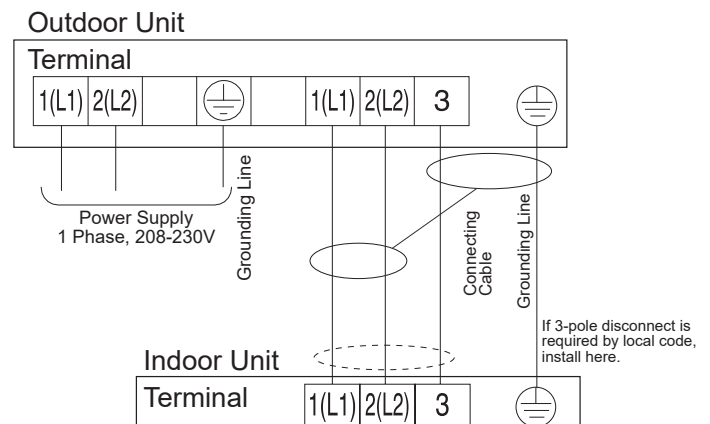 Outdoor Unit
Terminal
1(L1) 2(L2) 1(L1) 2(L2) 3
Power Supply
1 Phase, 208-230V
Grounding Line
Connecting
Cable
Grounding Line
If 3-pole disconnect is
required by local code,
install here.
Indoor Unit
Terminal
1(L1) 2(L2) 3